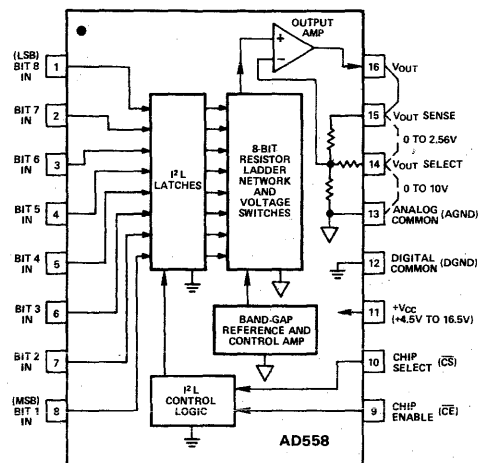 OUTPUT
AMP
(LSB)
BIT 8
IN
1
BIT 7
IN
2
BIT 6
IN
3
BIT 5
IN
4
BIT 4
IN
5
BIT 3
IN
6
BIT 2
IN
7
(MSB)
BIT 1
IN
8
I²L
LATCHES
8-BIT
RESISTOR
LADDER
NETWORK
AND
VOLTAGE
SWITCHES
+
−
BAND-GAP
REFERENCE AND
CONTROL AMP
I²L
CONTROL
LOGIC
AD558
16
VOUT
15
VOUT SENSE
0 TO 2.56V
14
VOUT SELECT
0 TO 10V
13
ANALOG
COMMON (AGND)
12
DIGITAL
COMMON (DGND)
11
+VCC
(+4.5V TO 16.5V)
10
CHIP
SELECT (C̅S̅)
9
CHIP
ENABLE (C̅E̅)